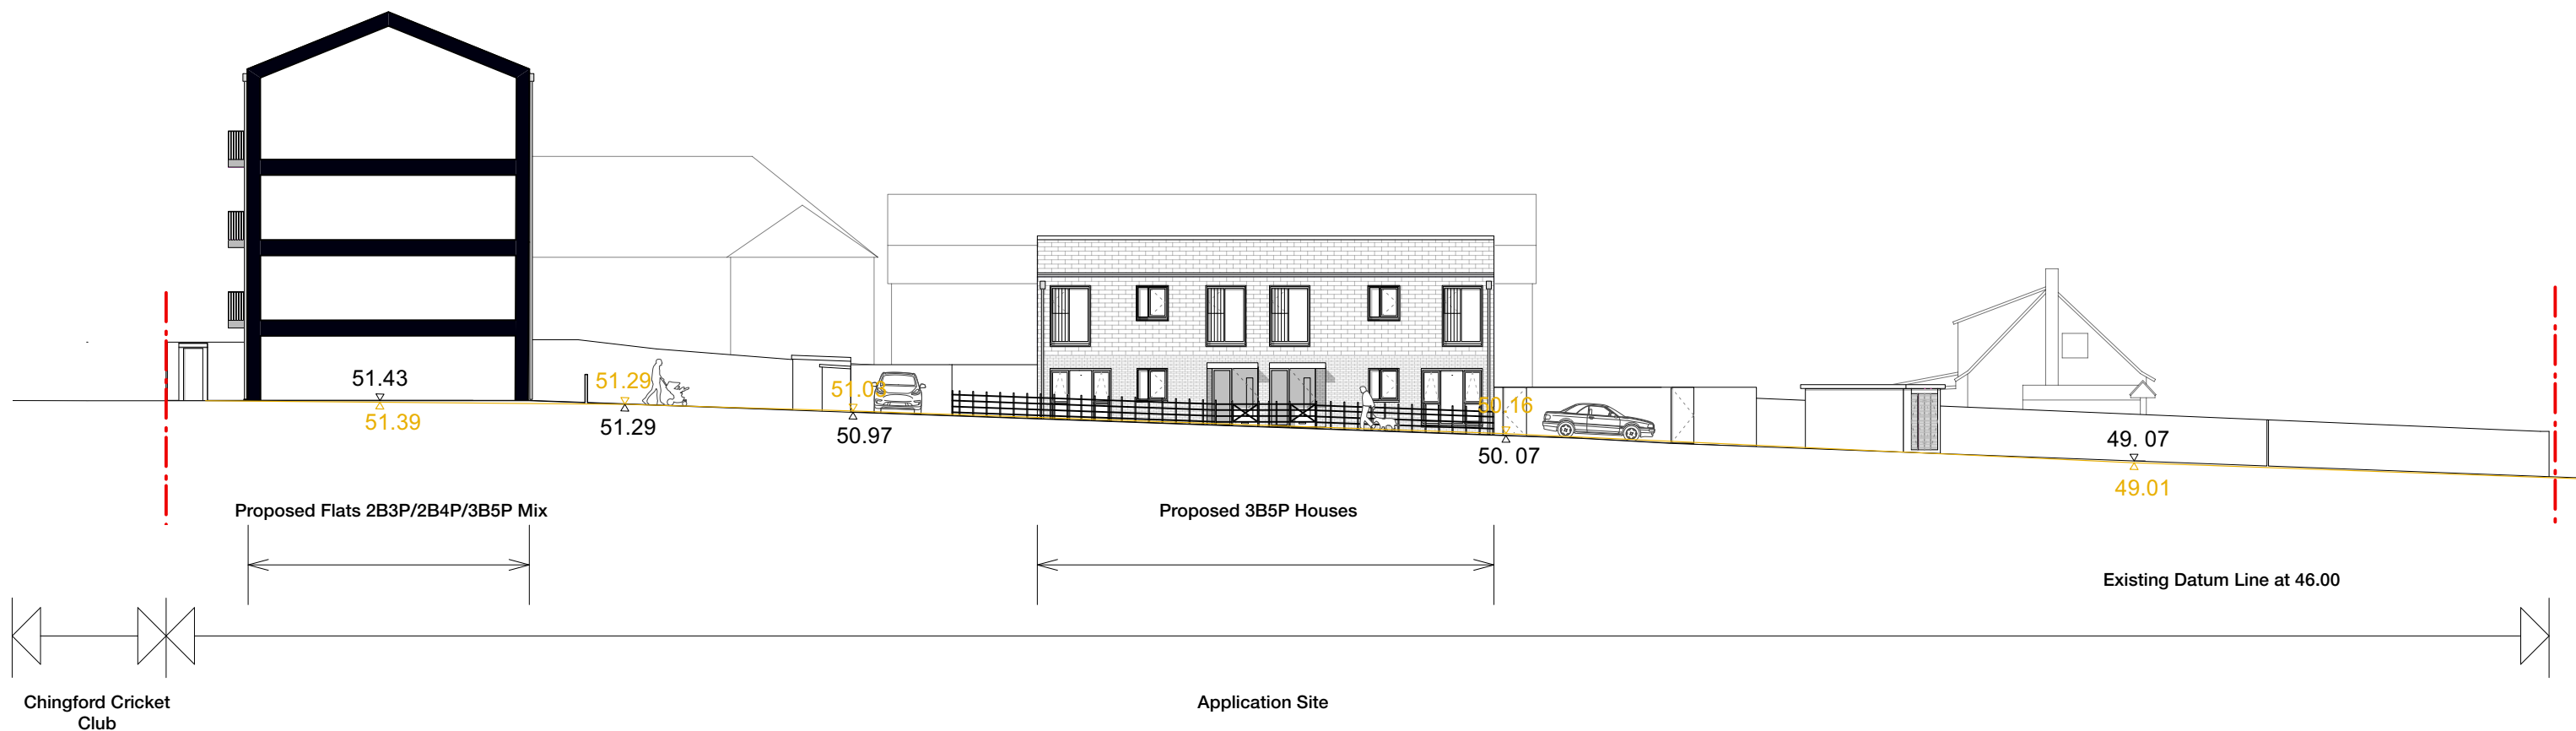 51.43
51.39
51.29
51.29
51.03
50.97
50.16
50. 07
49. 07
49.01
Proposed Flats 2B3P/2B4P/3B5P Mix
Proposed 3B5P Houses
Existing Datum Line at 46.00
Chingford Cricket
Club
Application Site